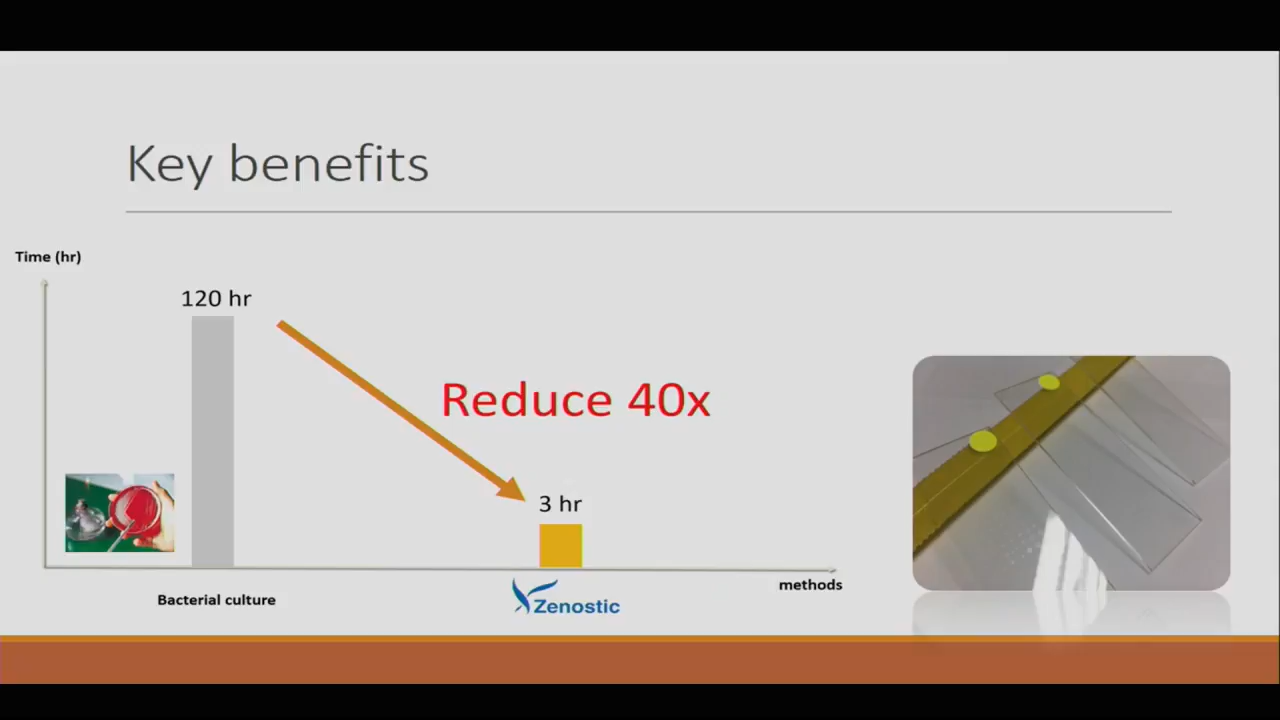 Key benefits
Time (hr)
120 hr
Reduce 40x
3 hr
methods
Bacterial culture
Zenostic